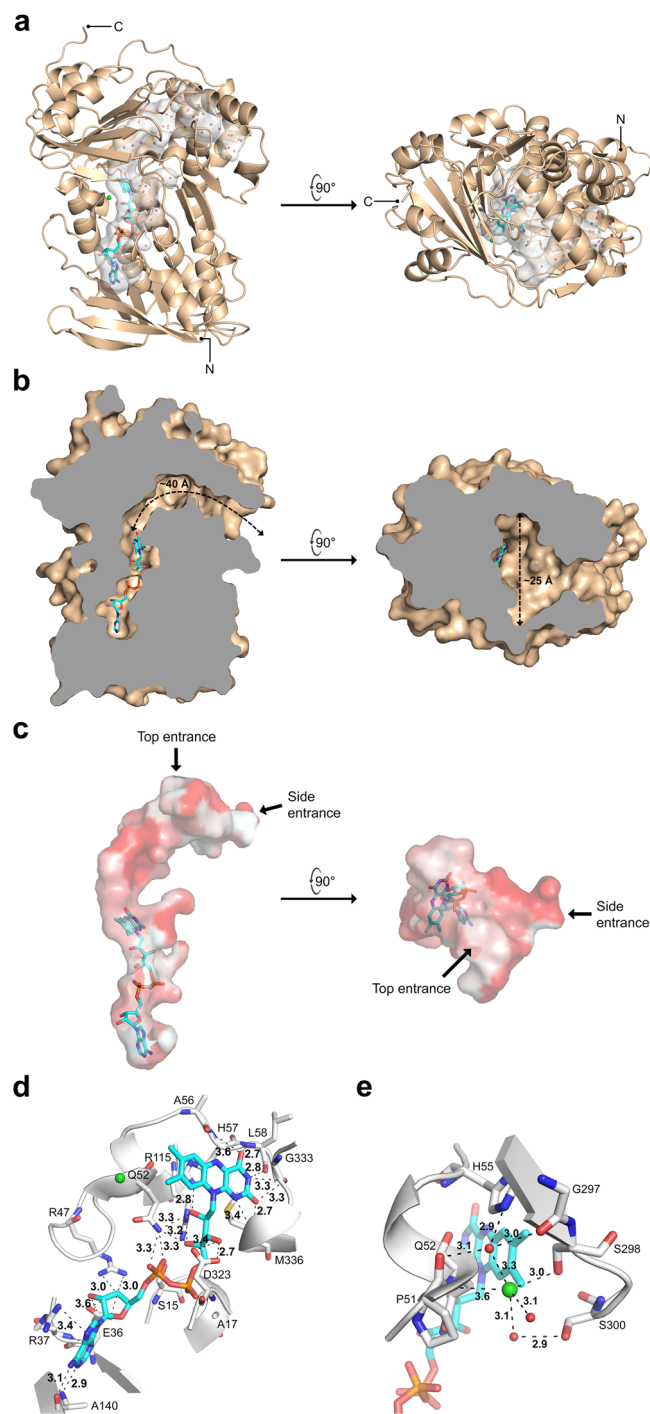 a
C
N
90°
N
C
b
~40 Å
90°
~25 Å
c
Top entrance
Side
entrance
90°
Side
entrance
Top entrance
d
A56
H57
L58
R115
3.6
2.7
G333
Q52
2.8
3.3
3.3
2.8
3.4
2.7
R47
3.3
3.2
3.4
3.3
3.3
2.7
M336
D323
3.0
3.0
S15
A17
3.6
3.4
E36
R37
3.1
2.9
A140
e
H55
G297
2.9
3.0
Q52
3.1
S298
3.3
3.0
P51
3.6
3.1
S300
3.1
2.9